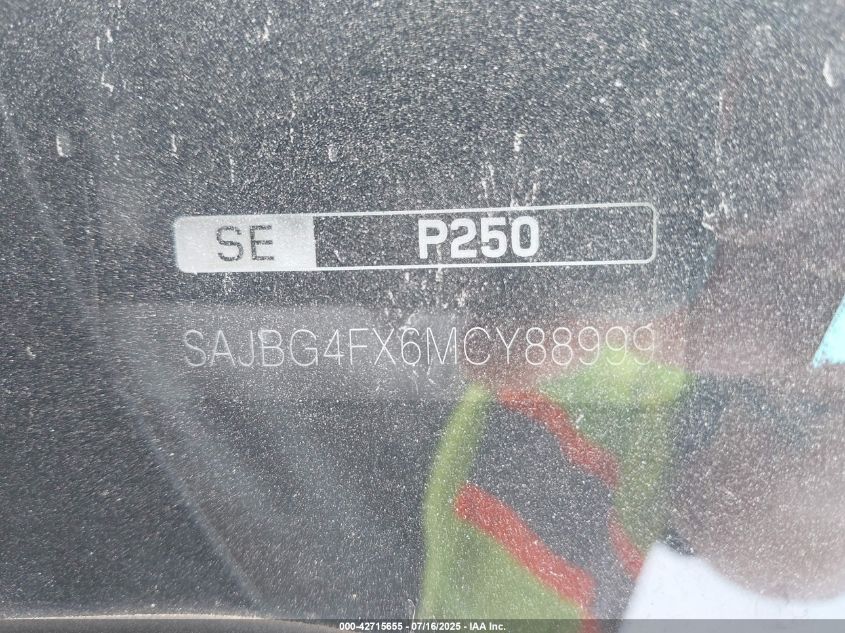 SE P250
SAJBG4FX6MCY88999
000-42715655 - 07/16/2025 - IAA Inc.